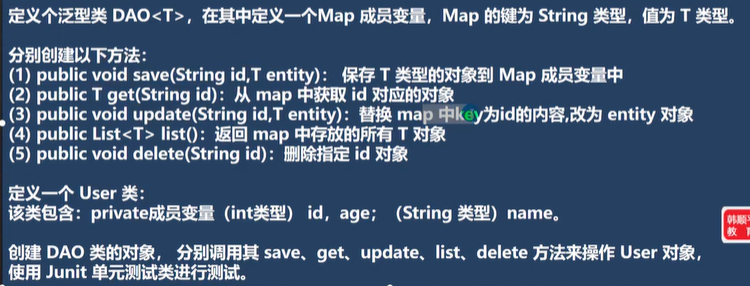 定义个泛型类 DAO<T>，在其中定义一个Map 成员变量，Map 的键为 String 类型，值为 T 类型。
分别创建以下方法：
(1) public void save(String id,T entity)： 保存 T 类型的对象到 Map 成员变量中
(2) public T get(String id)：从 map 中获取 id 对应的对象
(3) public void update(String id,T entity)：替换 map 中key为id的内容,改为 entity 对象
(4) public List<T> list()：返回 map 中存放的所有 T 对象
(5) public void delete(String id)：删除指定 id 对象
定义一个 User 类：
该类包含：private成员变量（int类型） id，age；（String 类型）name。
创建 DAO 类的对象， 分别调用其 save、get、update、list、delete 方法来操作 User 对象，
使用 Junit 单元测试类进行测试。
韩顺平
教育